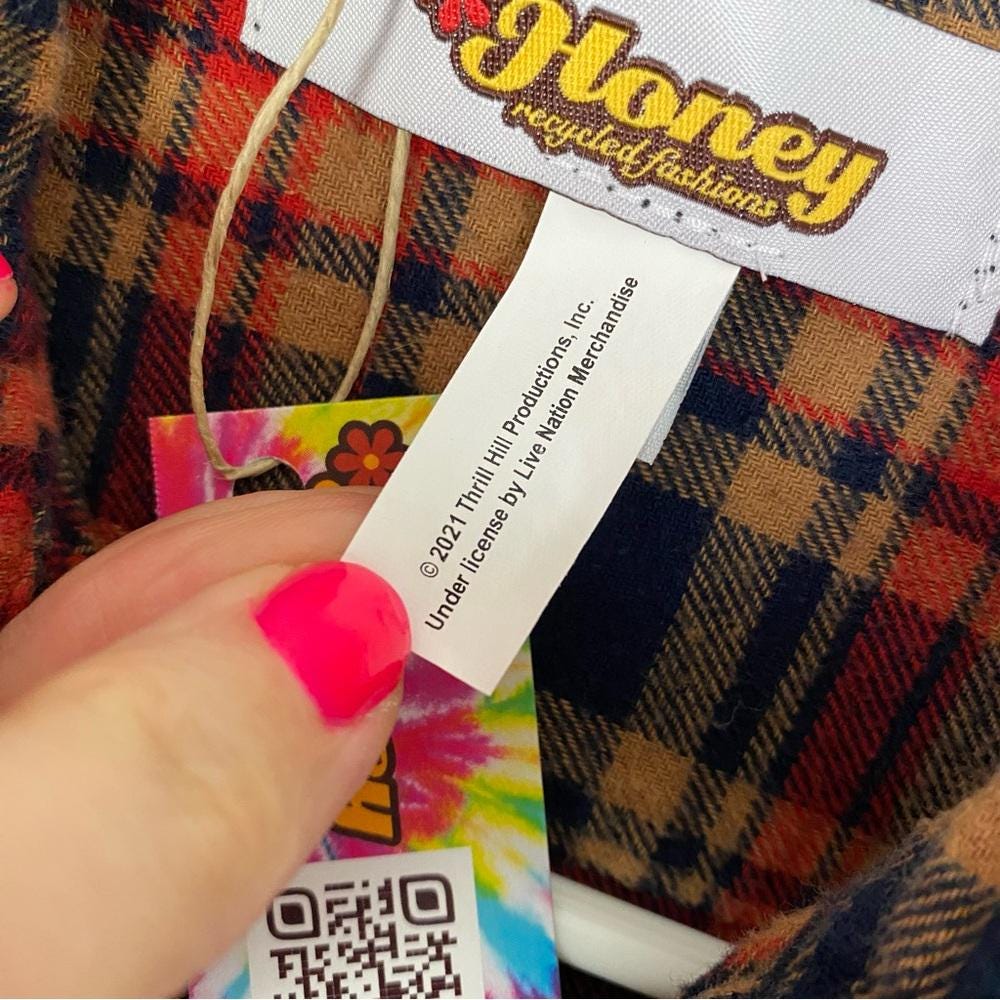 Honey
recycled fashions
© 2021 Thrill Hill Productions, Inc.
Under license by Live Nation Merchandise